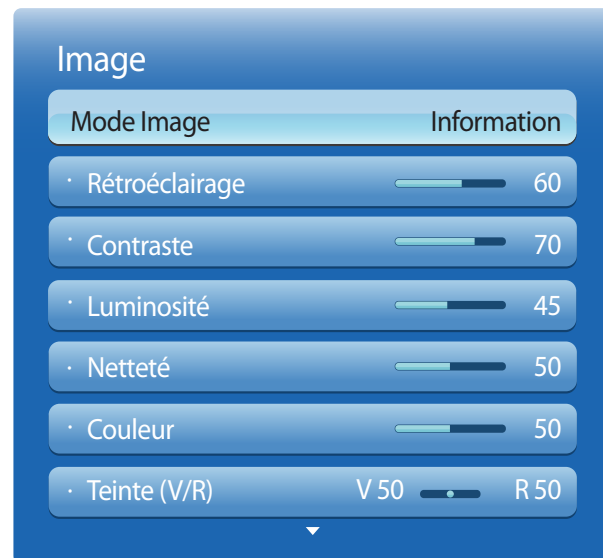 Image
Mode Image Information
· Rétroéclairage 60
· Contraste 70
· Luminosité 45
· Netteté 50
· Couleur 50
· Teinte (V/R) V 50 R 50